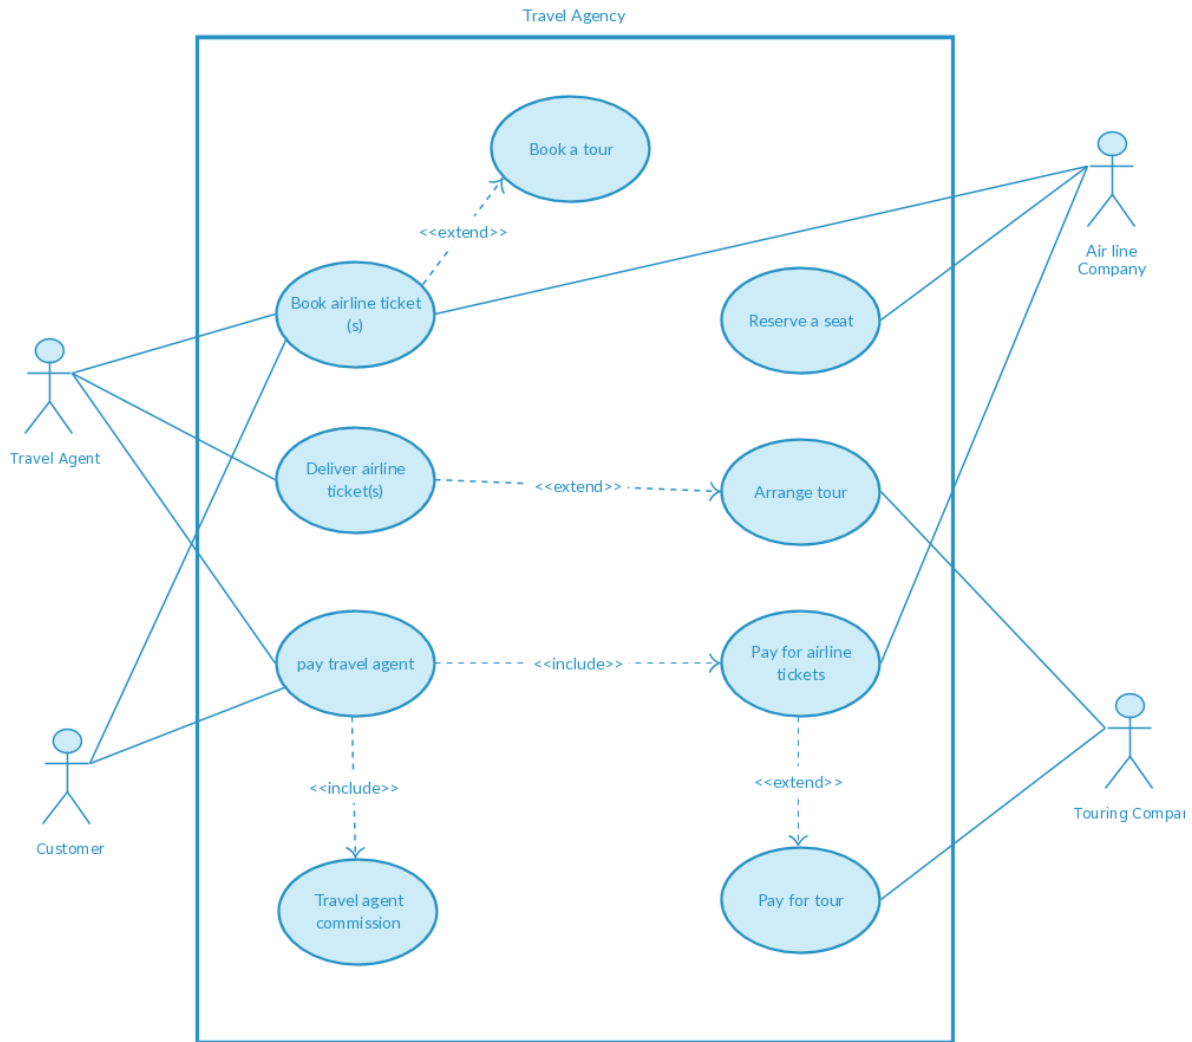 Travel Agency
Book a tour
<<extend>>
Air line
Company
Book airline ticket
(s)
Reserve a seat
Travel Agent
Deliver airline
ticket(s)
<<extend>>
Arrange tour
pay travel agent
<<include>>
Pay for airline
tickets
<<include>>
<<extend>>
Customer
Touring Compai
Travel agent
commission
Pay for tour